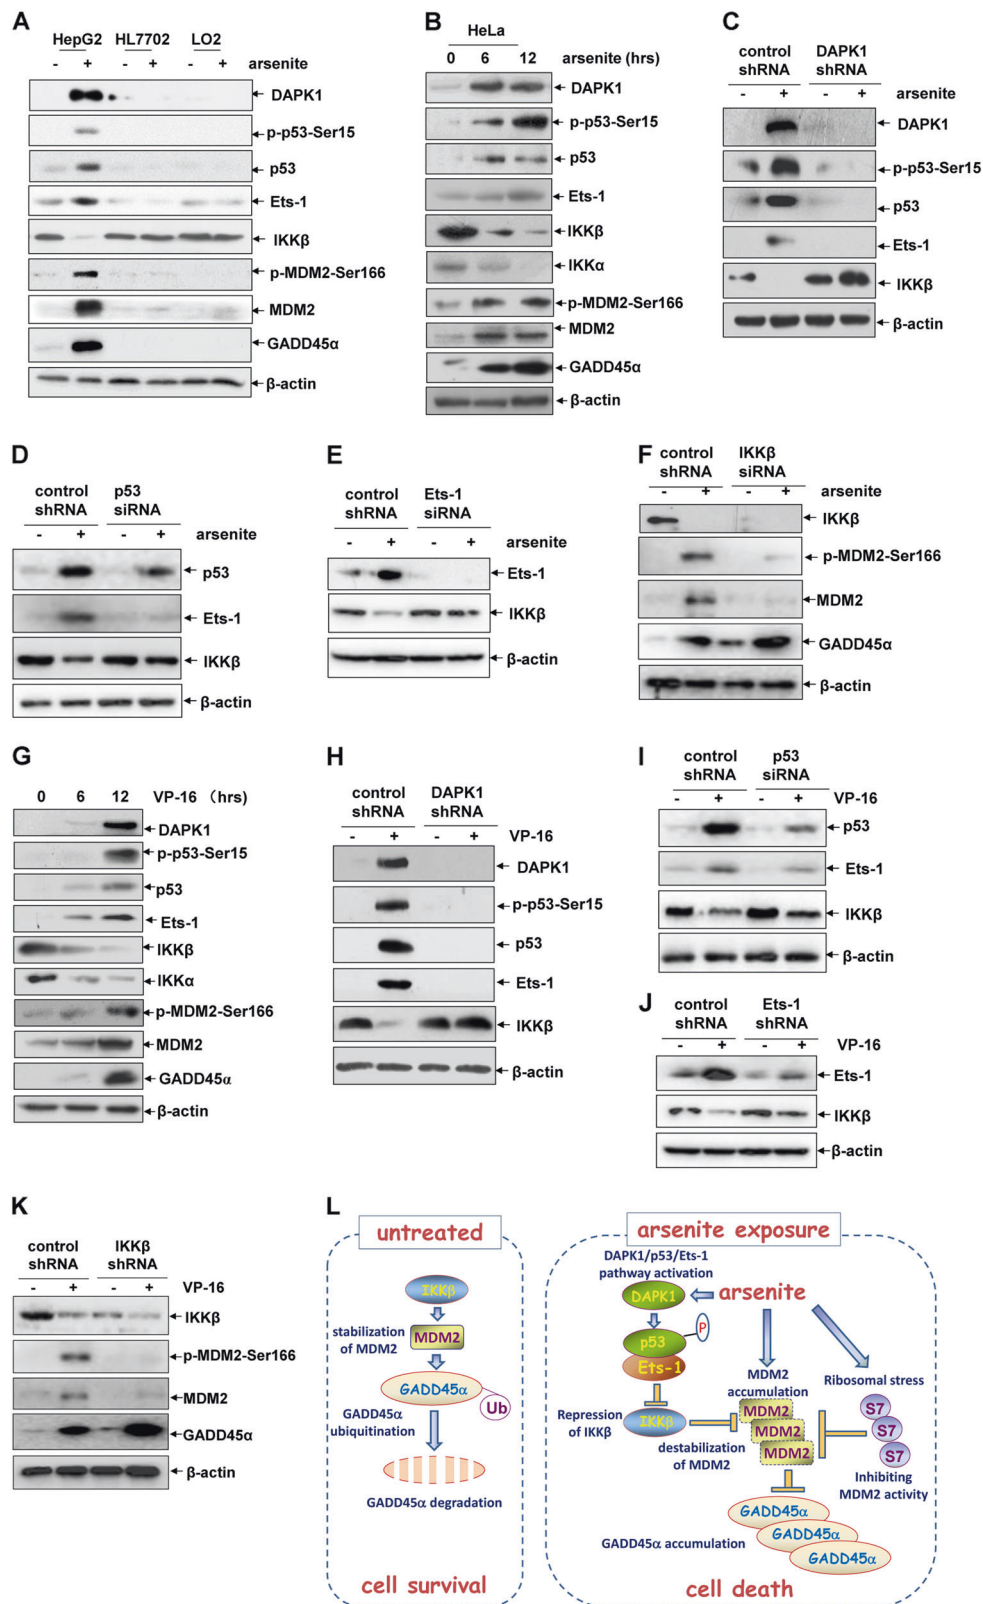 A
HepG2 HL7702 LO2
- + - + - + arsenite
DAPK1
p-p53-Ser15
p53
Ets-1
IKKβ
p-MDM2-Ser166
MDM2
GADD45α
β-actin
B
HeLa
0 6 12 arsenite (hrs)
DAPK1
p-p53-Ser15
p53
Ets-1
IKKβ
IKKα
p-MDM2-Ser166
MDM2
GADD45α
β-actin
C
control DAPK1
shRNA shRNA
- + - + arsenite
DAPK1
p-p53-Ser15
p53
Ets-1
IKKβ
β-actin
D
control p53
shRNA siRNA
- + - + arsenite
p53
Ets-1
IKKβ
β-actin
E
control Ets-1
shRNA siRNA
- + - + arsenite
Ets-1
IKKβ
β-actin
F
control IKKβ
shRNA siRNA
- + - + arsenite
IKKβ
p-MDM2-Ser166
MDM2
GADD45α
β-actin
G
0 6 12 VP-16 (hrs)
DAPK1
p-p53-Ser15
p53
Ets-1
IKKβ
IKKα
p-MDM2-Ser166
MDM2
GADD45α
β-actin
H
control DAPK1
shRNA shRNA
- + - + VP-16
DAPK1
p-p53-Ser15
p53
Ets-1
IKKβ
β-actin
I
control p53
shRNA siRNA
- + - + VP-16
p53
Ets-1
IKKβ
β-actin
J
control Ets-1
shRNA shRNA
- + - + VP-16
Ets-1
IKKβ
β-actin
K
control IKKβ
shRNA shRNA
- + - + VP-16
IKKβ
p-MDM2-Ser166
MDM2
GADD45α
β-actin
L
untreated
IKKβ
stabilization
of MDM2
MDM2
GADD45α
Ub
GADD45α
ubiquitination
GADD45α degradation
cell survival
arsenite exposure
DAPK1/p53/Ets-1
pathway activation
DAPK1
arsenite
p53
P
Ets-1
MDM2
accumulation
Ribosomal stress
Repression
of IKKβ
IKKβ
MDM2
MDM2
MDM2
S7
S7
S7
destabilization
of MDM2
Inhibiting
MDM2 activity
GADD45α
GADD45α
GADD45α
GADD45α accumulation
cell death